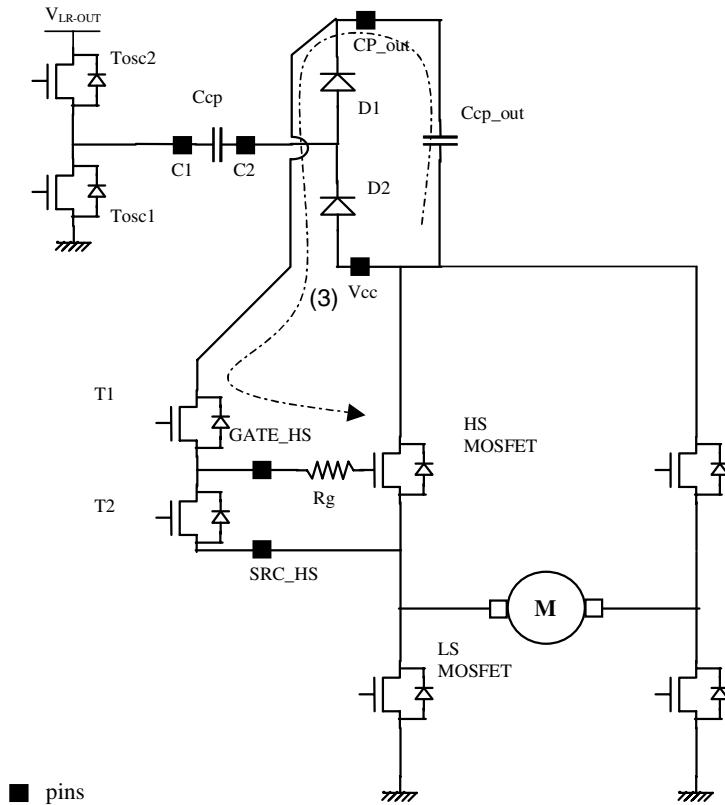 V LR-OUT
Tosc2
CP_out
Ccp
D1
Ccp_out
C1
C2
D2
Tosc1
Vcc
(3)
T1
HS
MOSFET
GATE_HS
Rg
T2
SRC_HS
M
LS
MOSFET
pins